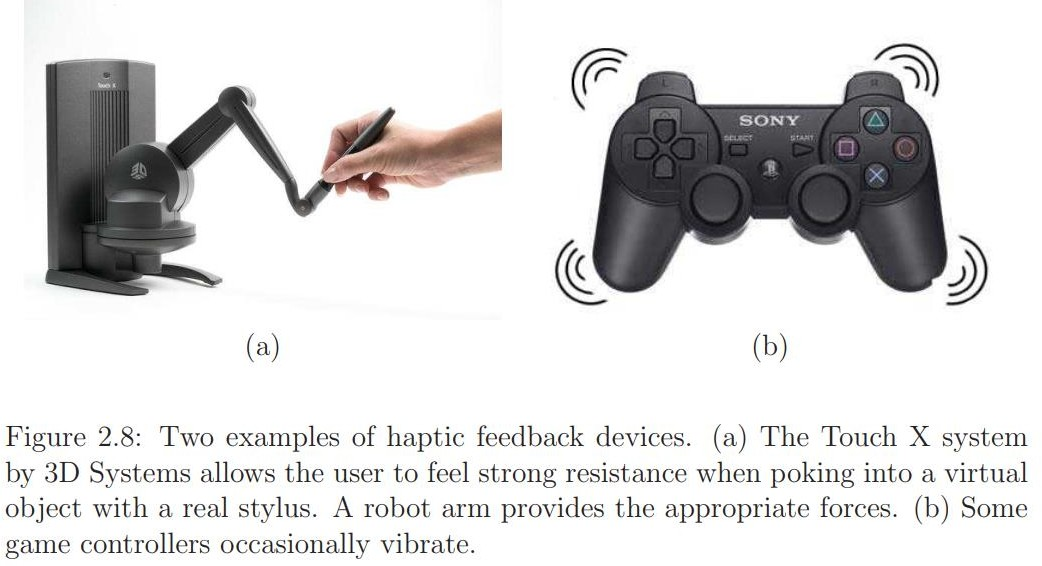 Touch X
3D
L
R
SONY
SELECT
START
(a)
(b)
Figure 2.8: Two examples of haptic feedback devices. (a) The Touch X system
by 3D Systems allows the user to feel strong resistance when poking into a virtual
object with a real stylus. A robot arm provides the appropriate forces. (b) Some
game controllers occasionally vibrate.